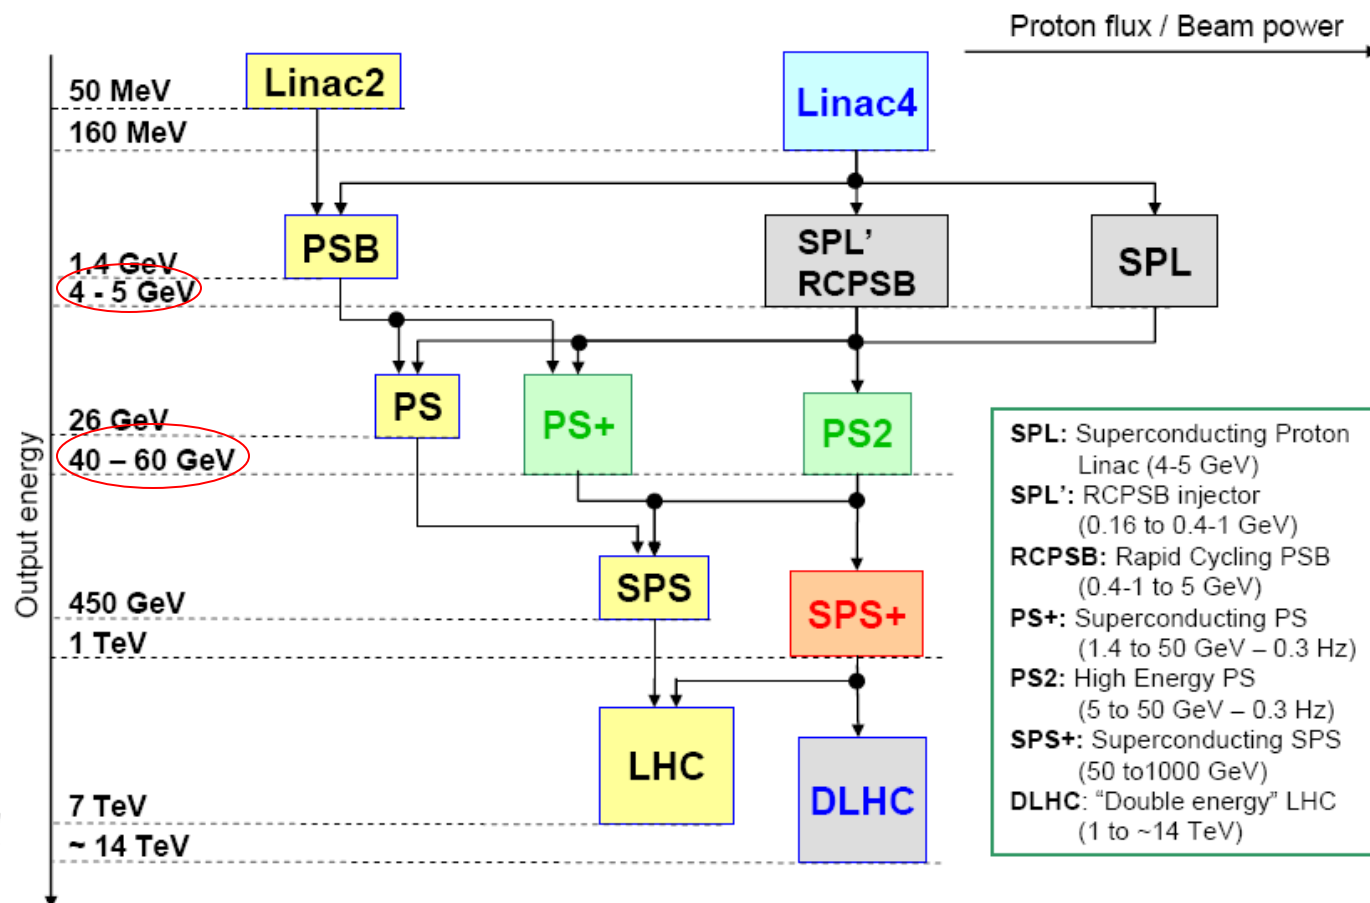 Proton flux / Beam power
Linac2
Linac4
50 MeV
160 MeV
PSB
SPL’
RCPSB
SPL
1.4 GeV
4 - 5 GeV
PS
PS+
PS2
26 GeV
40 – 60 GeV
Output energy
SPS
SPS+
450 GeV
1 TeV
LHC
DLHC
7 TeV
~ 14 TeV
SPL: Superconducting Proton
Linac (4-5 GeV)
SPL’: RCPSB injector
(0.16 to 0.4-1 GeV)
RCPSB: Rapid Cycling PSB
(0.4-1 to 5 GeV)
PS+: Superconducting PS
(1.4 to 50 GeV – 0.3 Hz)
PS2: High Energy PS
(5 to 50 GeV – 0.3 Hz)
SPS+: Superconducting SPS
(50 to1000 GeV)
DLHC: “Double energy” LHC
(1 to ~14 TeV)